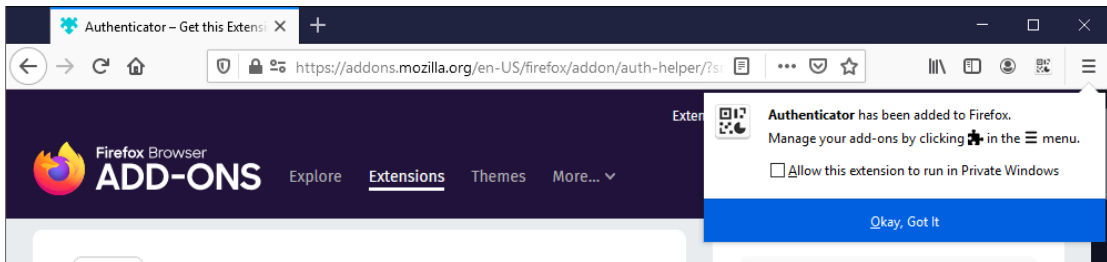 Authenticator – Get this Extensi
https://addons.mozilla.org/en-US/firefox/addon/auth-helper/?s
Exten
Authenticator has been added to Firefox.
Manage your add-ons by clicking in the ☰ menu.
Allow this extension to run in Private Windows
Okay, Got It
Firefox Browser
ADD-ONS
Explore Extensions Themes More...